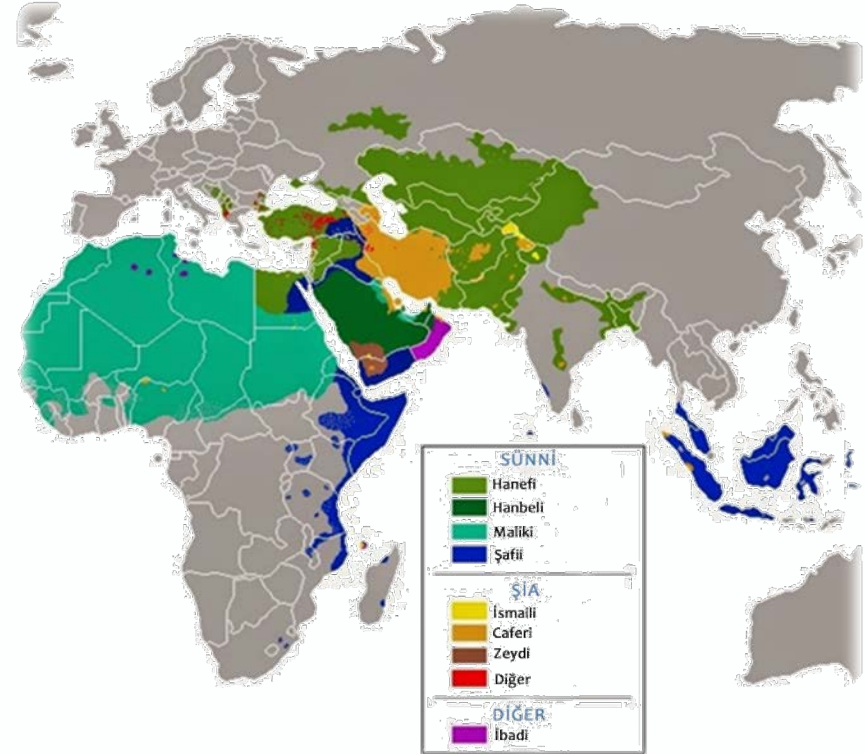 SÜNNİ
Hanefi
Hanbeli
Maliki
Şafii
ŞİA
İsmaili
Caferi
Zeydi
Diğer
DİĞER
İbadi